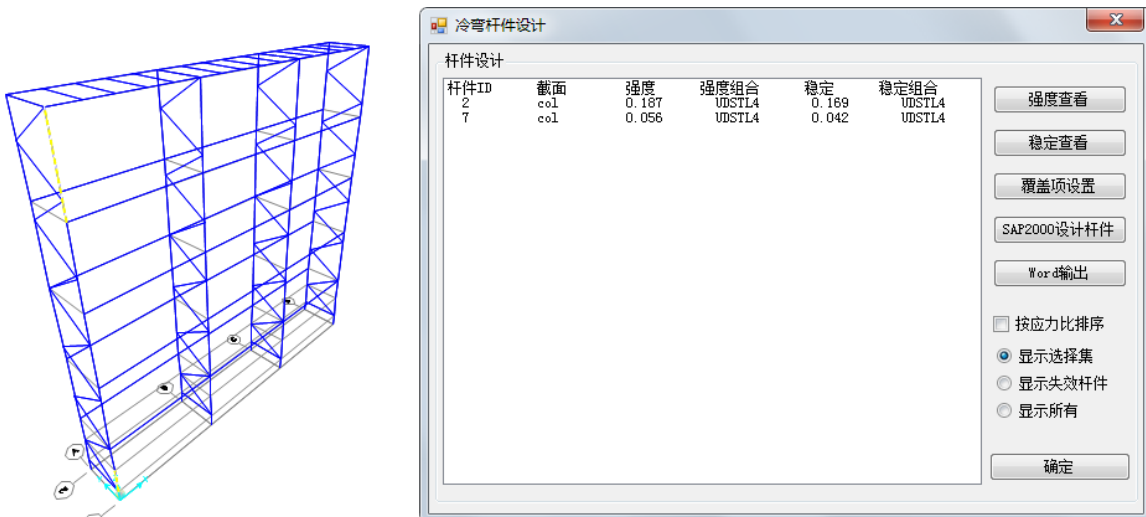 冷弯杆件设计
杆件设计
杆件ID 截面 强度 强度组合 稳定 稳定组合
2 col 0.187 UDSTL4 0.169 UDSTL4
7 col 0.056 UDSTL4 0.042 UDSTL4
强度查看
稳定查看
覆盖项设置
SAP2000设计杆件
Word输出
按应力比排序
显示选择集
显示失效杆件
显示所有
确定